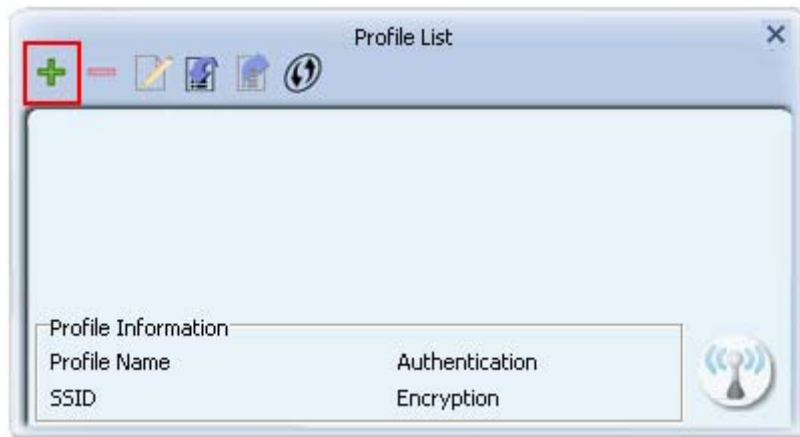 Profile List
Profile Information
Profile Name Authentication
SSID Encryption